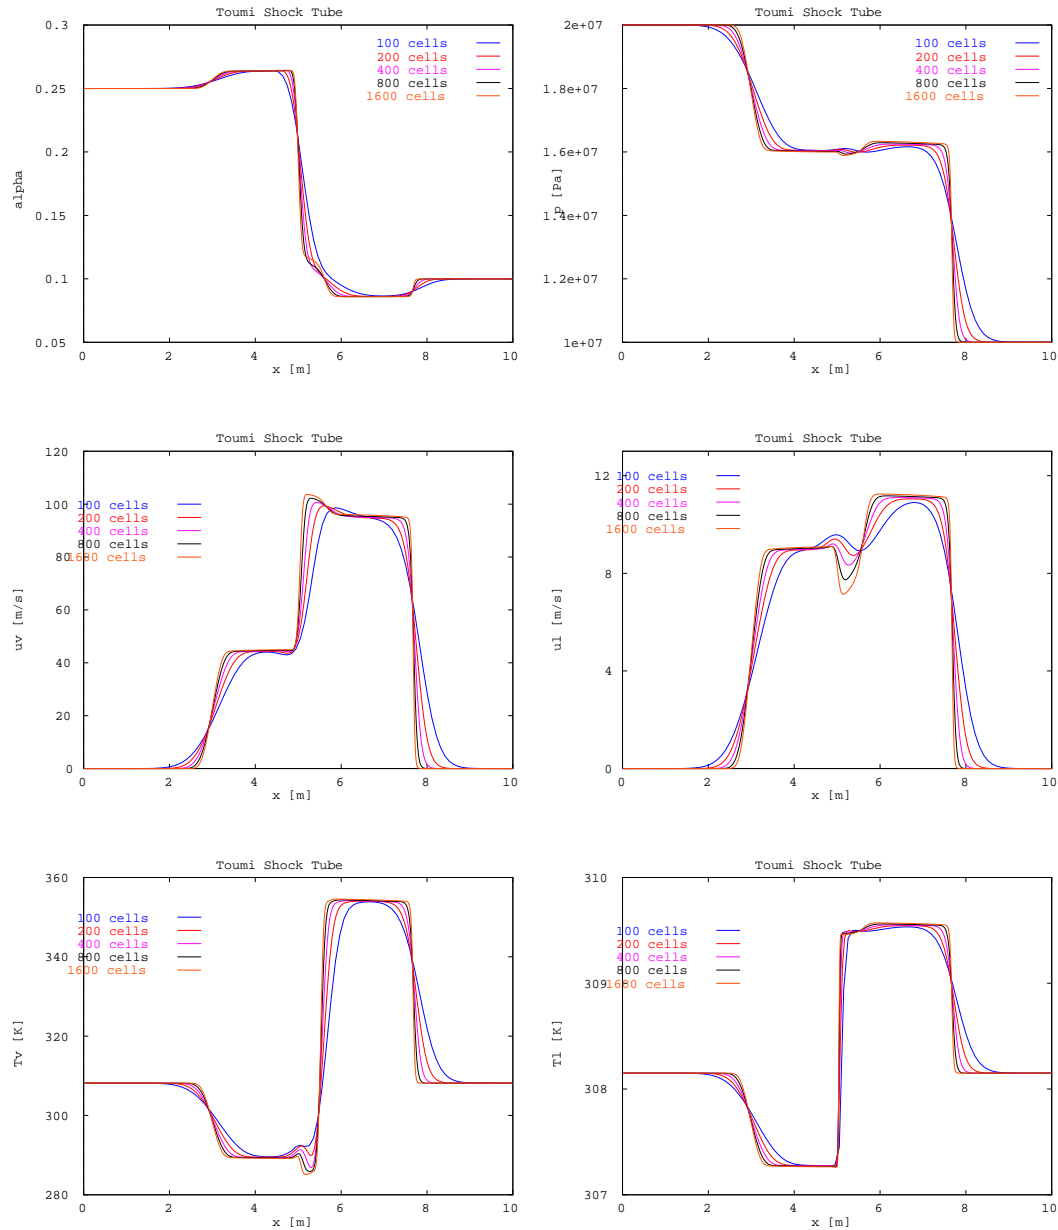 Toumi Shock Tube
0.3
0.25
0.2
0.15
0.1
0.05
alpha
100 cells
200 cells
400 cells
800 cells
1600 cells
0 2 4 6 8 10
x [m]
Toumi Shock Tube
2e+07
1.8e+07
1.6e+07
1.4e+07
1.2e+07
1e+07
p [Pa]
100 cells
200 cells
400 cells
800 cells
1600 cells
0 2 4 6 8 10
x [m]
Toumi Shock Tube
120
100
80
60
40
20
0
uv [m/s]
100 cells
200 cells
400 cells
800 cells
1600 cells
0 2 4 6 8 10
x [m]
Toumi Shock Tube
12
8
4
0
ul [m/s]
100 cells
200 cells
400 cells
800 cells
1600 cells
0 2 4 6 8 10
x [m]
Toumi Shock Tube
360
340
320
300
280
Tv [K]
100 cells
200 cells
400 cells
800 cells
1600 cells
0 2 4 6 8 10
x [m]
Toumi Shock Tube
310
309
308
307
Tl [K]
100 cells
200 cells
400 cells
800 cells
1600 cells
0 2 4 6 8 10
x [m]